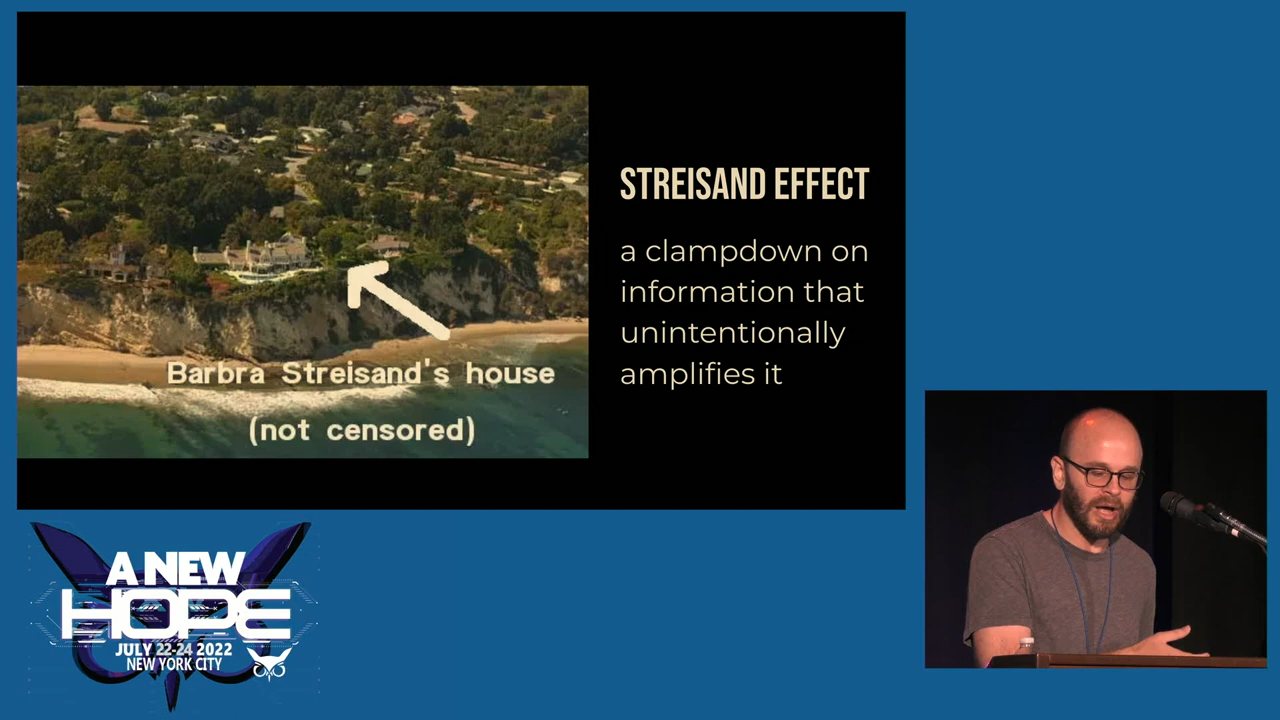 STREISAND EFFECT
a clampdown on
information that
unintentionally
amplifies it
Barbra Streisand's house
(not censored)
A NEW
HOPE
JULY 22-24 2022
NEW YORK CITY